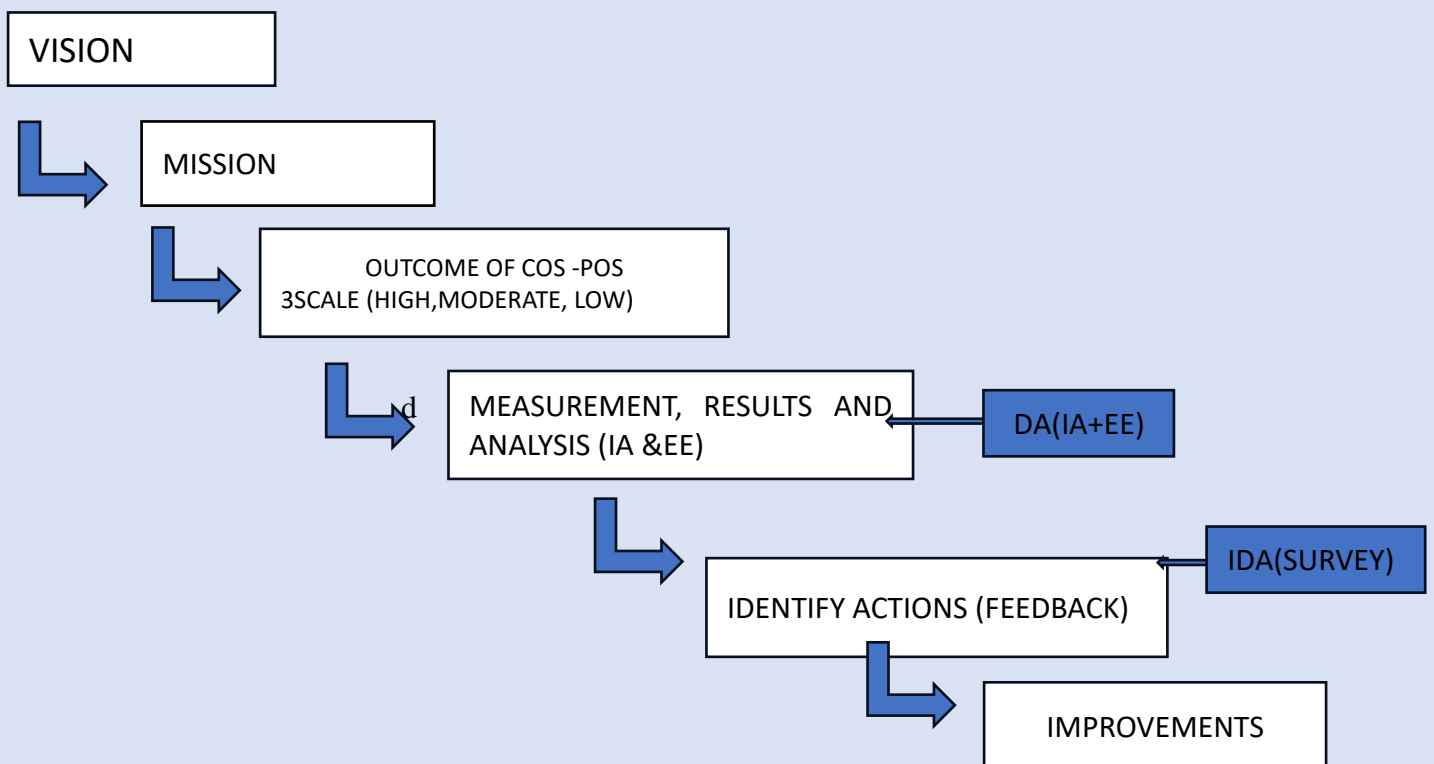 VISION
MISSION
OUTCOME OF COS -POS
3SCALE (HIGH,MODERATE, LOW)
d
MEASUREMENT, RESULTS AND
ANALYSIS (IA &EE)
DA(IA+EE)
IDA(SURVEY)
IDENTIFY ACTIONS (FEEDBACK)
IMPROVEMENTS